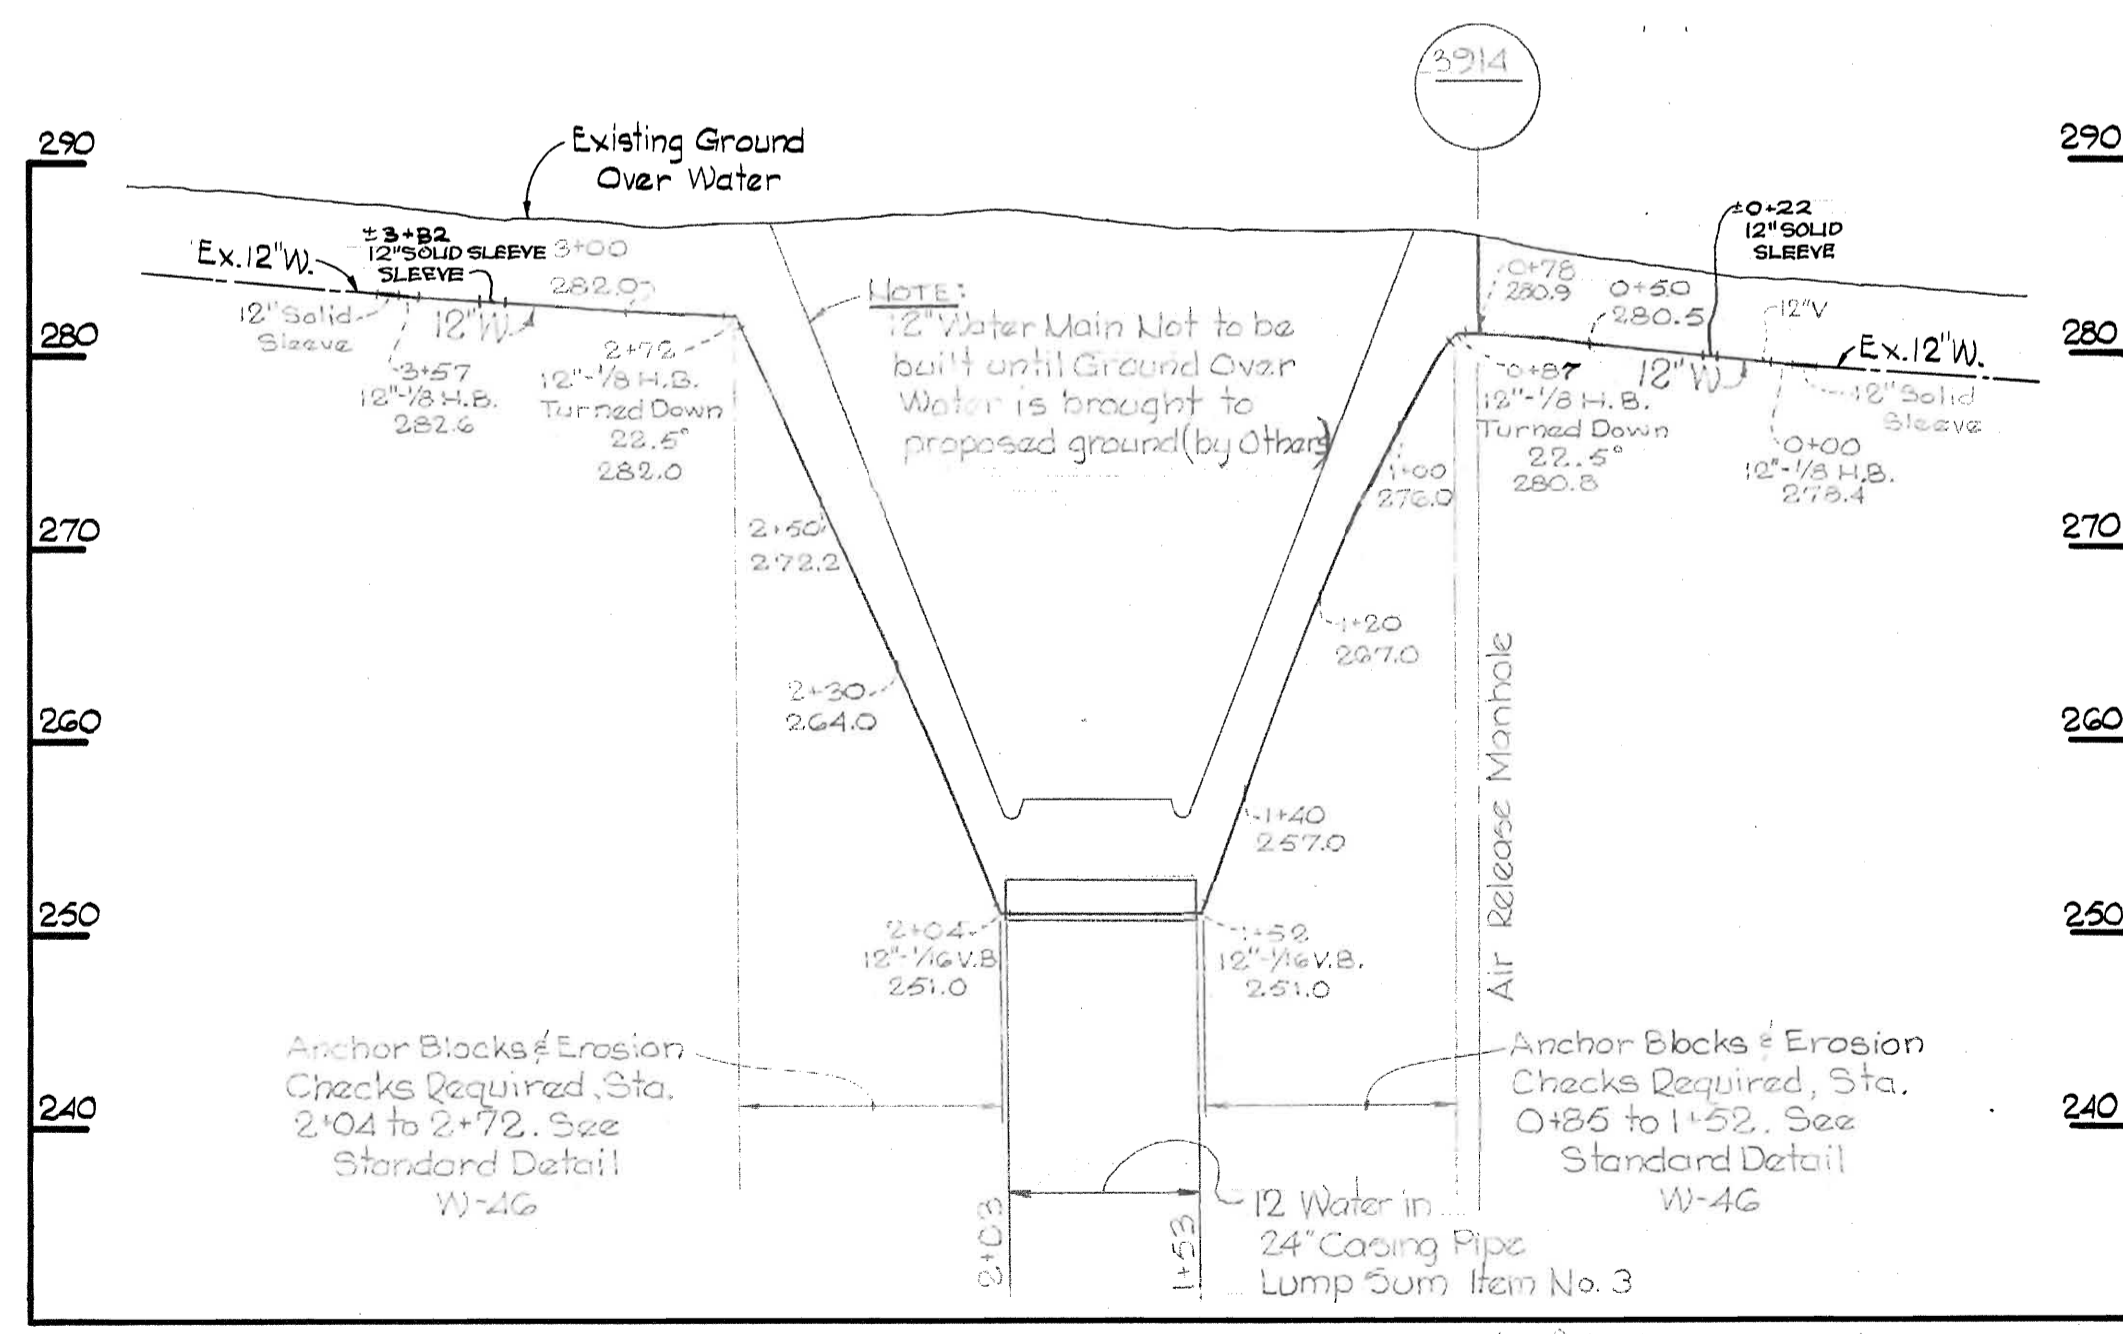 3914
290
290
Existing Ground
Over Water
±3+82
12"SOLID SLEEVE
SLEEVE
3+00
282.0
Ex.12"W.
12"Solid
Sleeve
12"W
3+57
12"-1/8 H.B.
282.6
2+72
12"-1/8 H.B.
Turned Down
22.5°
282.0
NOTE:
12"Water Main Not to be
built until Ground Over
Water is brought to
proposed ground(by Others)
±0+22
12"SOLID
SLEEVE
0+78
280.9
0+50
280.5
12"V
Ex.12"W.
12"W
12"Solid
Sleeve
0+87
12"-1/8 H.B.
Turned Down
22.5°
280.8
0+00
12"-1/8 H.B.
278.4
280
280
1+00
276.0
270
270
2+50
272.2
1+20
267.0
2+30
264.0
260
260
1+40
257.0
Air Release Manhole
250
250
2+04
12"-1/16 V.B.
251.0
1+52
12"-1/16 V.B.
251.0
Anchor Blocks & Erosion
Checks Required, Sta.
2+04 to 2+72. See
Standard Detail
W-46
Anchor Blocks & Erosion
Checks Required, Sta.
0+85 to 1+52. See
Standard Detail
W-46
240
240
2+03
1+53
12 Water in
24"Casing Pipe
Lump Sum Item No. 3